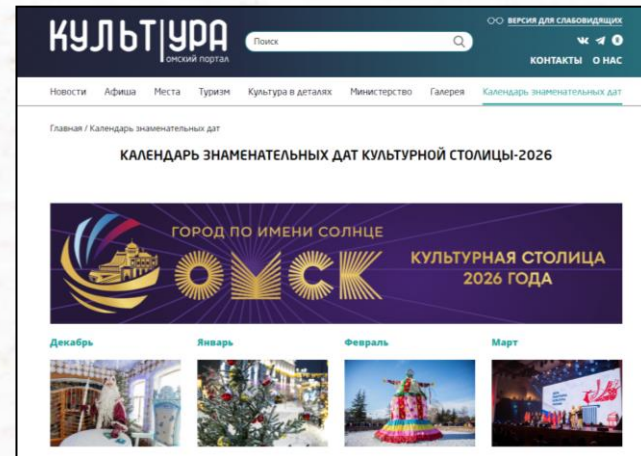 ВЕРСИЯ ДЛЯ СЛАБОВИДЯЩИХ
КУЛЬТ|УРА
омский портал
Поиск
КОНТАКТЫ О НАС
Новости Афиша Места Туризм Культура в деталях Министерство Галерея Календарь знаменательных дат
Главная / Календарь знаменательных дат
КАЛЕНДАРЬ ЗНАМЕНАТЕЛЬНЫХ ДАТ КУЛЬТУРНОЙ СТОЛИЦЫ-2026
ГОРОД ПО ИМЕНИ СОЛНЦЕ
ОМСК
КУЛЬТУРНАЯ СТОЛИЦА
2026 ГОДА
Декабрь Январь Февраль Март